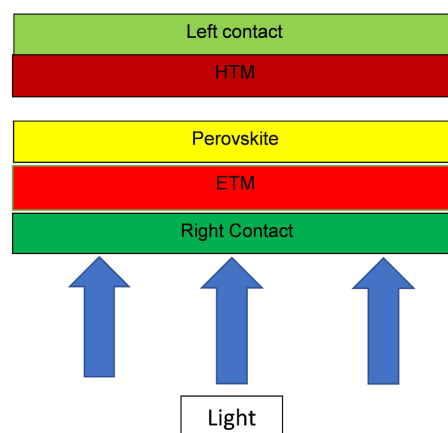 Left contact
HTM
Perovskite
ETM
Right Contact
Light